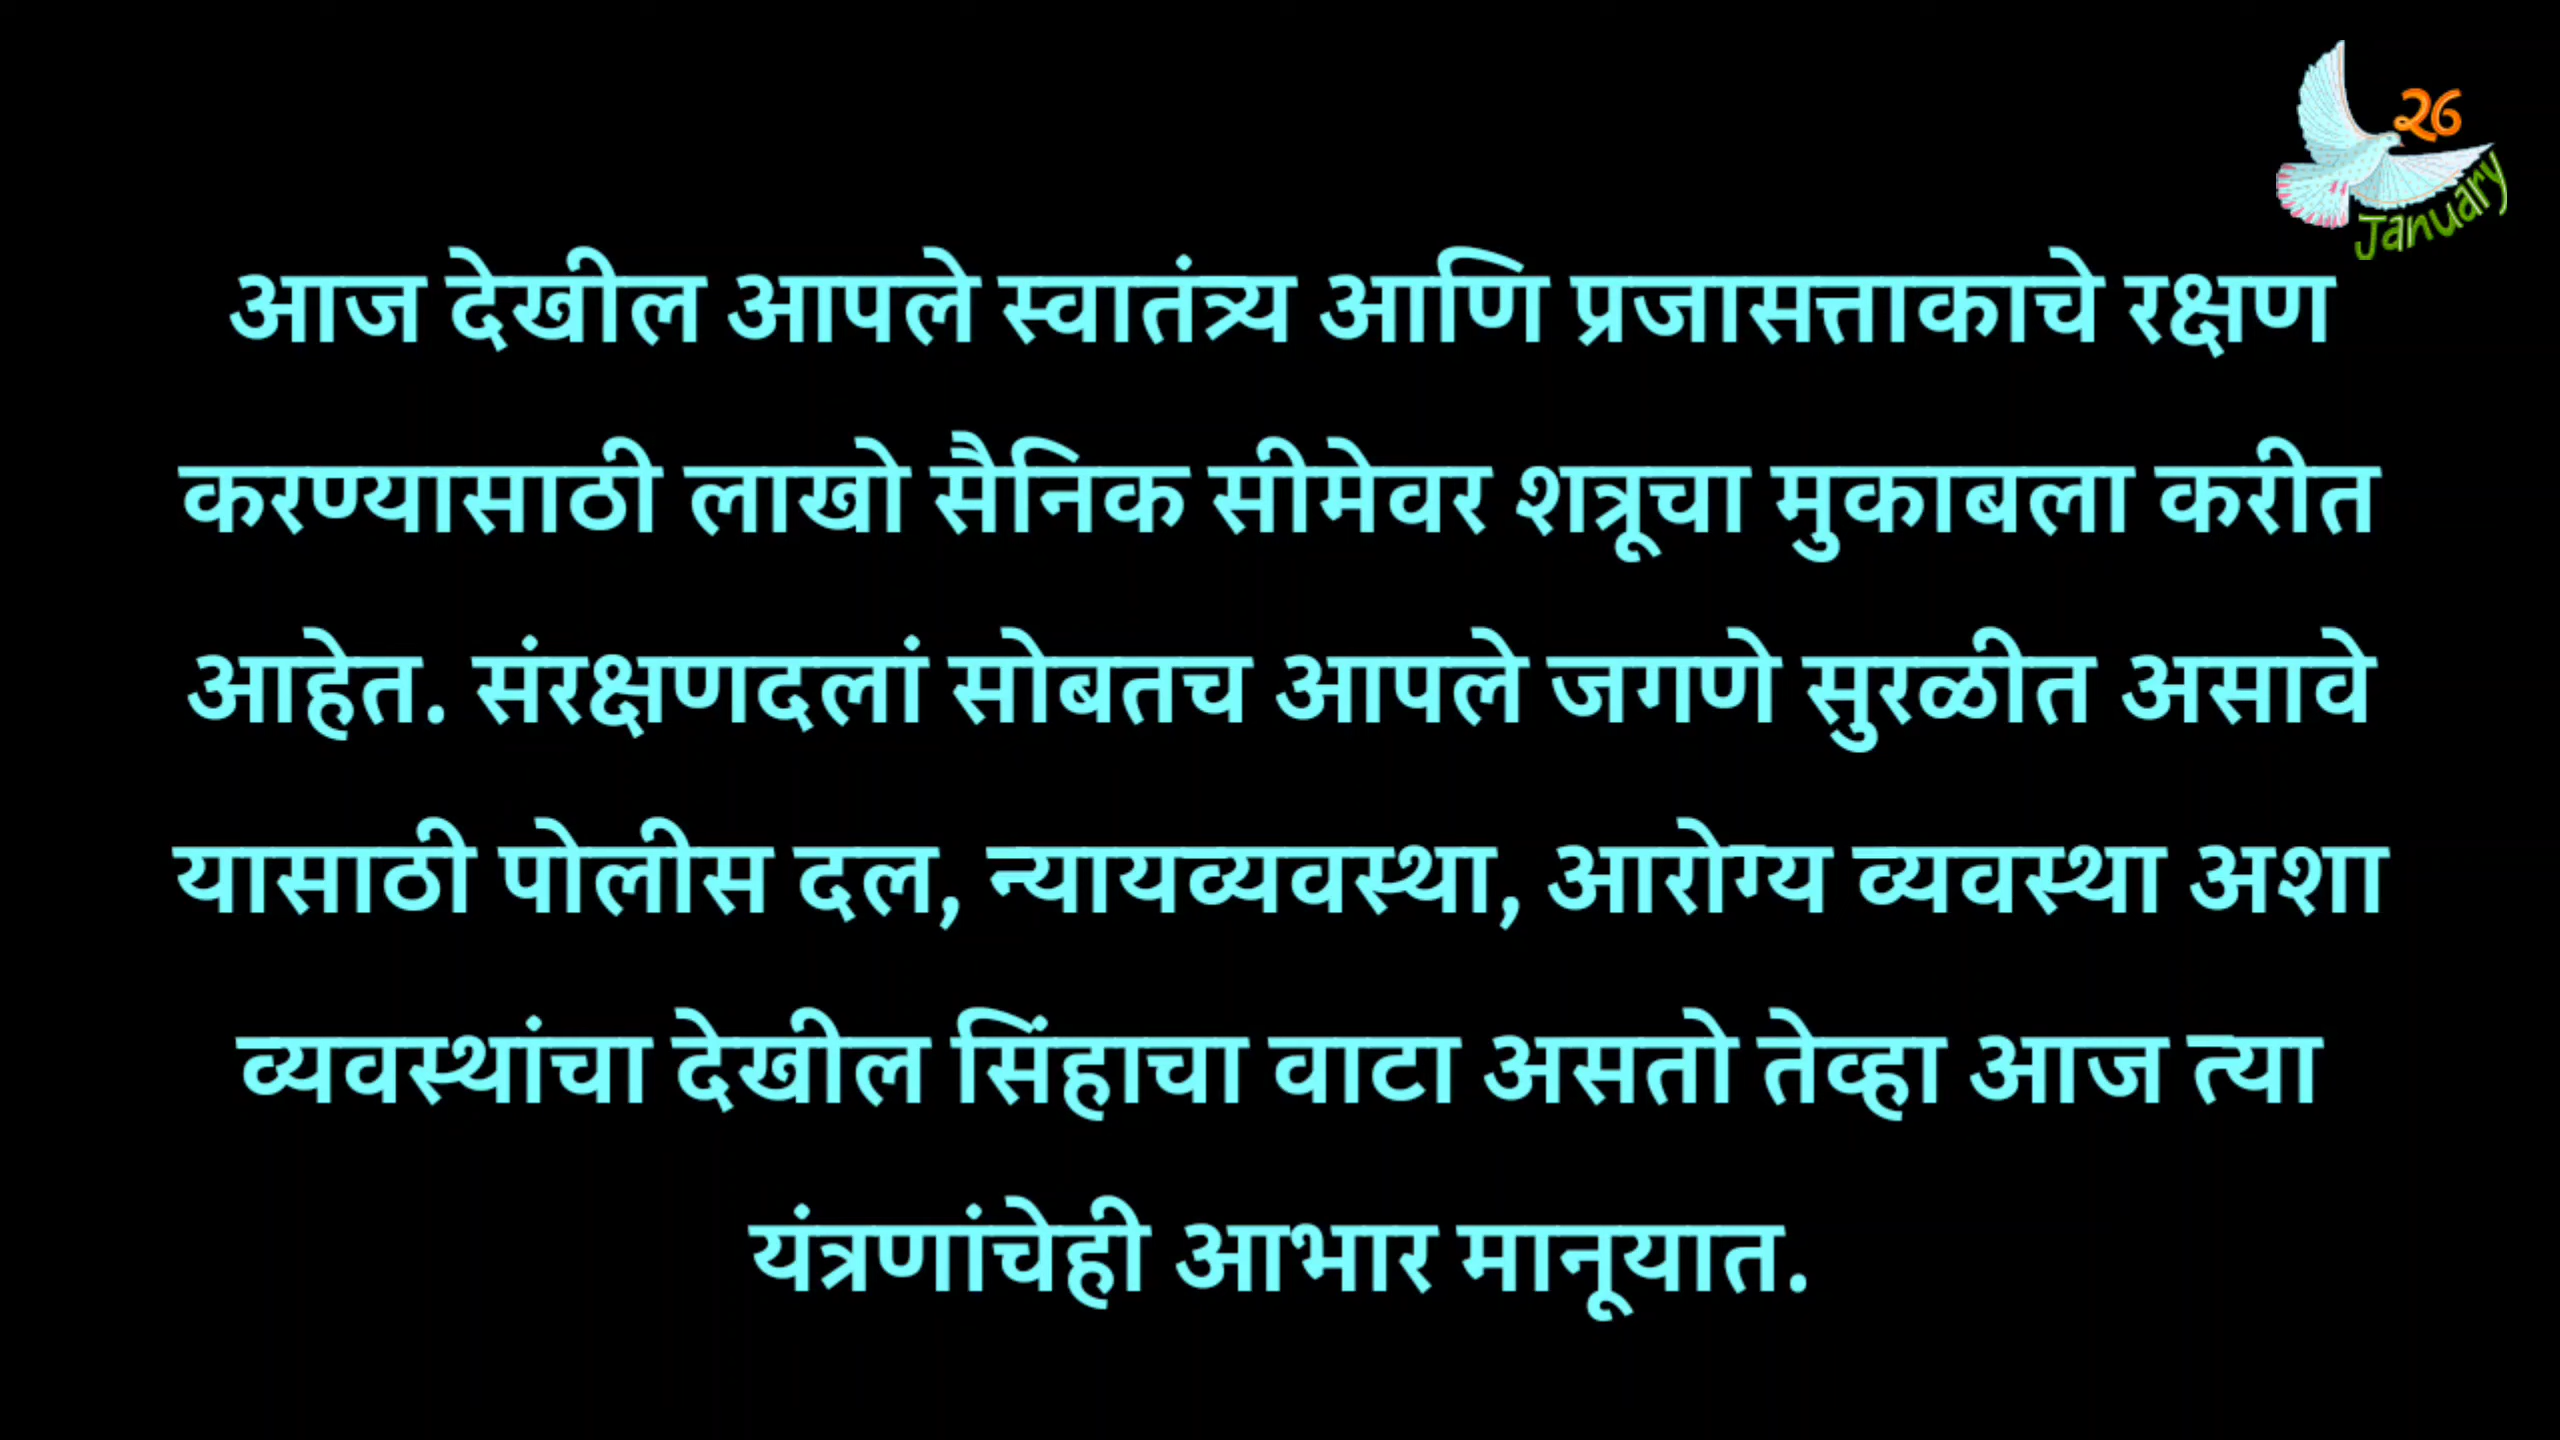 २6
January
आज देखील आपले स्वातंत्र्य आणि प्रजासत्ताकाचे रक्षण
करण्यासाठी लाखो सैनिक सीमेवर शत्रूचा मुकाबला करीत
आहेत. संरक्षणदलां सोबतच आपले जगणे सुरळीत असावे
यासाठी पोलीस दल, न्यायव्यवस्था, आरोग्य व्यवस्था अशा
व्यवस्थांचा देखील सिंहाचा वाटा असतो तेव्हा आज त्या
यंत्रणांचेही आभार मानूयात.